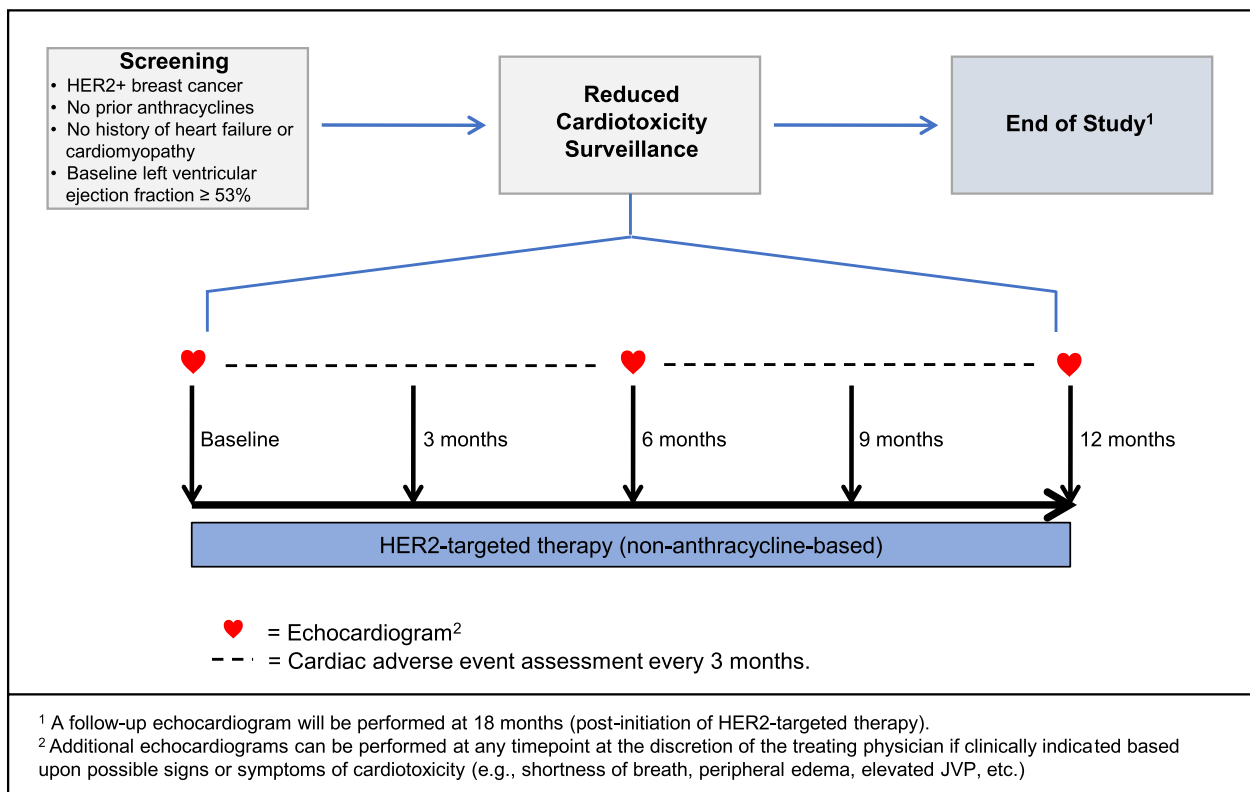 Screening
• HER2+ breast cancer
• No prior anthracyclines
• No history of heart failure or
cardiomyopathy
• Baseline left ventricular
ejection fraction ≥ 53%
Reduced
Cardiotoxicity
Surveillance
End of Study¹
Baseline
3 months
6 months
9 months
12 months
HER2-targeted therapy (non-anthracycline-based)
= Echocardiogram²
= Cardiac adverse event assessment every 3 months.
¹ A follow-up echocardiogram will be performed at 18 months (post-initiation of HER2-targeted therapy).
² Additional echocardiograms can be performed at any timepoint at the discretion of the treating physician if clinically indicated based
upon possible signs or symptoms of cardiotoxicity (e.g., shortness of breath, peripheral edema, elevated JVP, etc.)